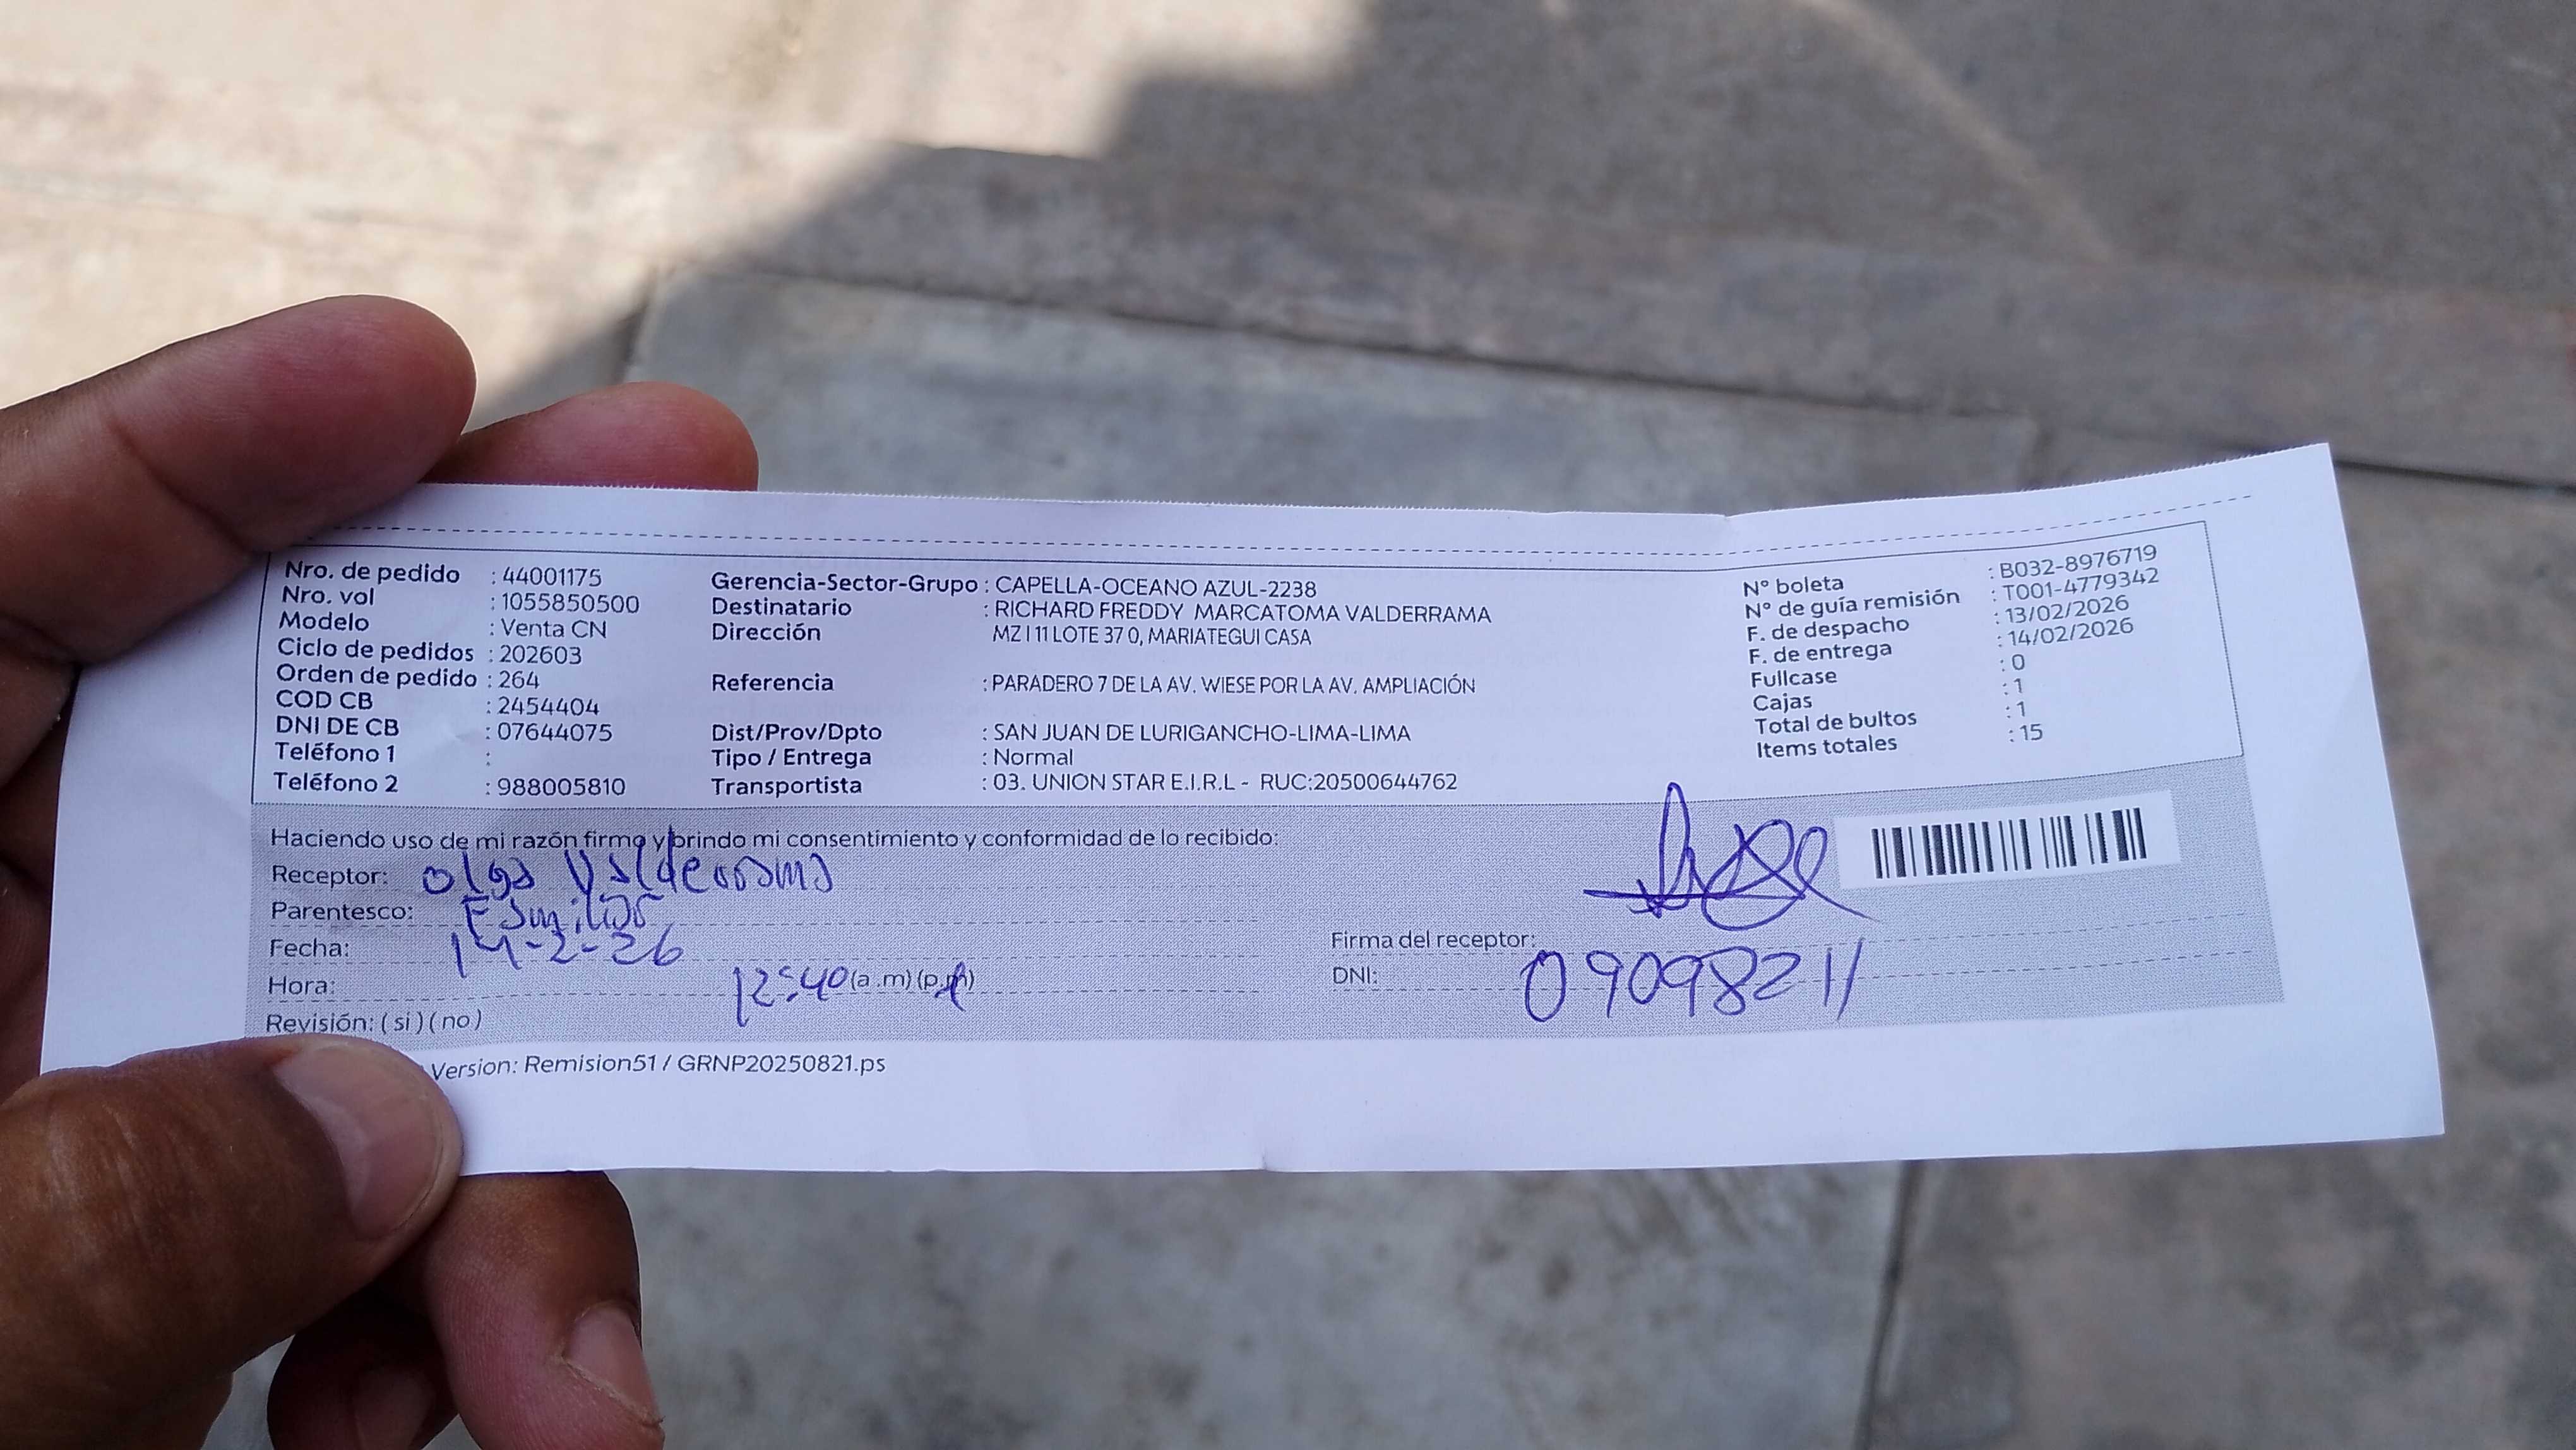 Nro. de pedido : 44001175
Nro. vol : 1055850500
Modelo : Venta CN
Ciclo de pedidos : 202603
Orden de pedido : 264
COD CB : 2454404
DNI DE CB : 07644075
Teléfono 1 :
Teléfono 2 : 988005810
Gerencia-Sector-Grupo : CAPELLA-OCEANO AZUL-2238
Destinatario : RICHARD FREDDY MARCATOMA VALDERRAMA
Dirección MZ I 11 LOTE 37 0, MARIATEGUI CASA
Referencia : PARADERO 7 DE LA AV. WIESE POR LA AV. AMPLIACIÓN
Dist/Prov/Dpto : SAN JUAN DE LURIGANCHO-LIMA-LIMA
Tipo / Entrega : Normal
Transportista : 03. UNION STAR E.I.R.L - RUC:20500644762
N° boleta : B032-8976719
N° de guía remisión : T001-4779342
F. de despacho : 13/02/2026
F. de entrega : 14/02/2026
Fullcase : 0
Cajas : 1
Total de bultos : 1
Items totales : 15
Haciendo uso de mi razón firmo y brindo mi consentimiento y conformidad de lo recibido:
Receptor: Olga Valderrama
Parentesco: Familiar
Fecha: 14-2-26
Hora: 12:40 (a.m) (p.m)
Revisión: ( si ) ( no )
Firma del receptor:
DNI: 09098211
Version: Remision51 / GRNP20250821.ps